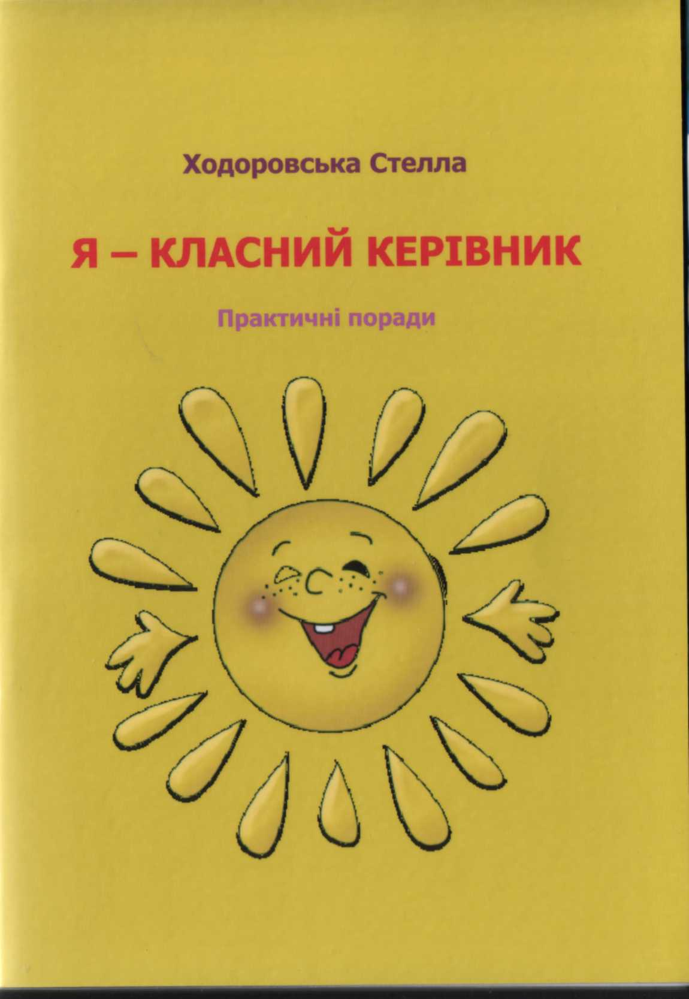 Ходоровська Стелла
Я – КЛАСНИЙ КЕРІВНИК
Практичні поради